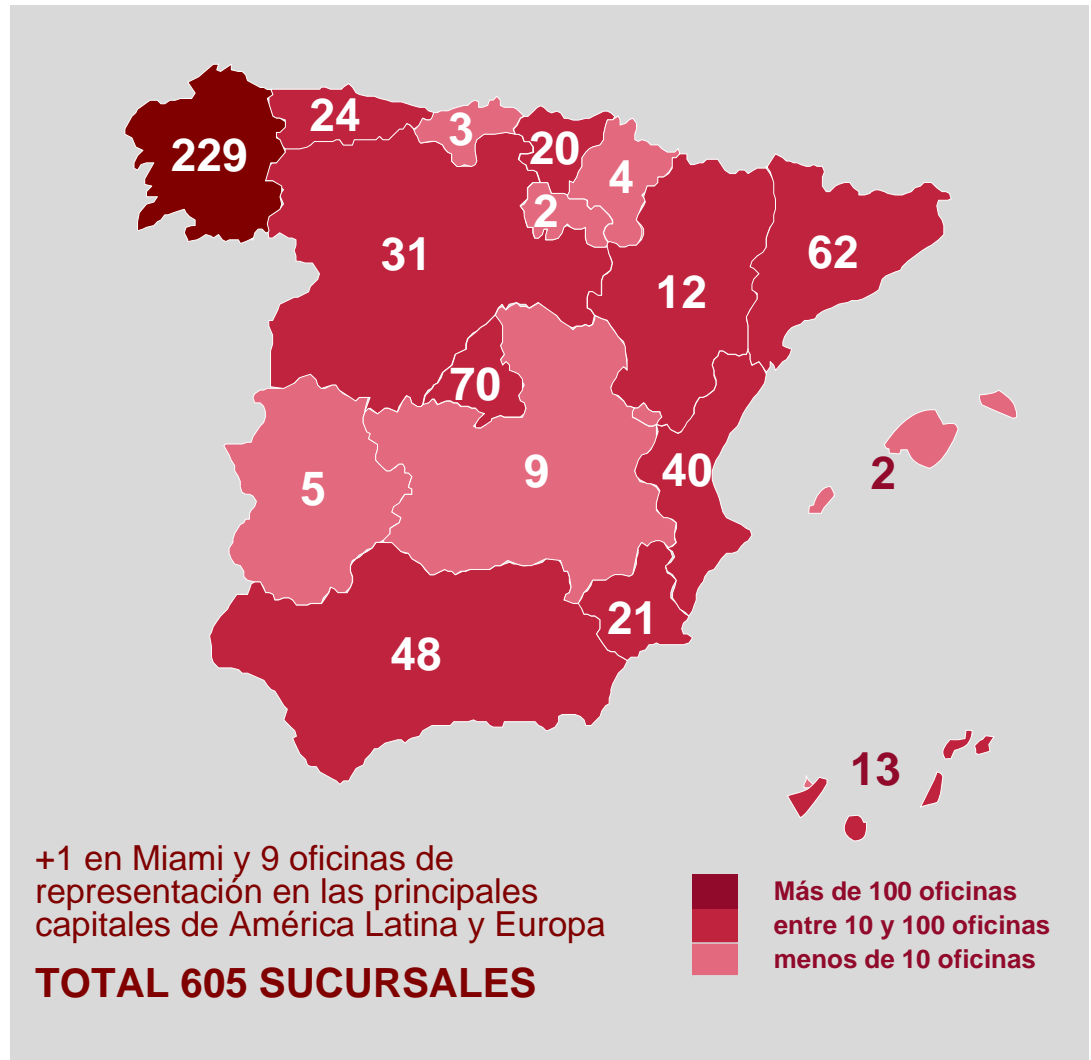 24
3
229
20
4
2
31
62
12
70
40
2
9
5
21
48
13
+1 en Miami y 9 oficinas de
representación en las principales
capitales de América Latina y Europa
TOTAL 605 SUCURSALES
Más de 100 oficinas
entre 10 y 100 oficinas
menos de 10 oficinas